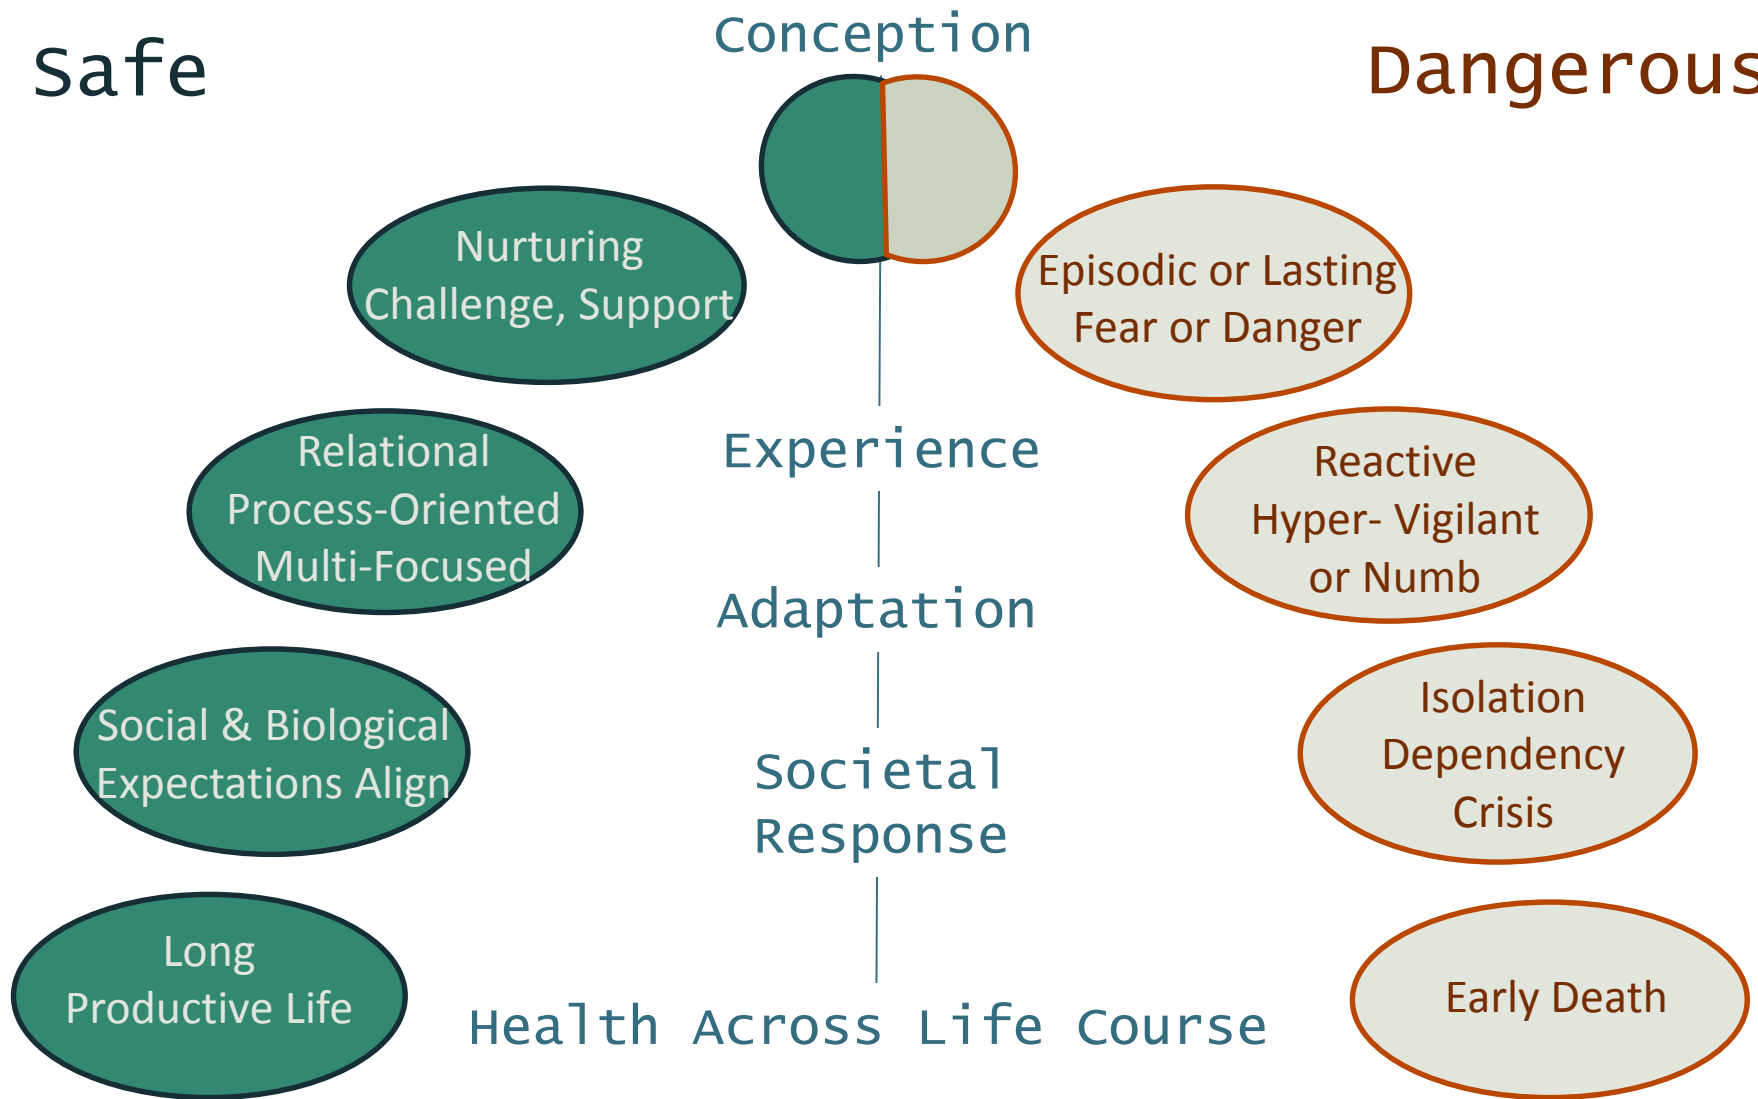 Conception
Safe
Dangerous
Nurturing
Challenge, Support
Episodic or Lasting
Fear or Danger
Experience
Relational
Process-Oriented
Multi-Focused
Reactive
Hyper- Vigilant
or Numb
Adaptation
Social & Biological
Expectations Align
Societal
Response
Isolation
Dependency
Crisis
Long
Productive Life
Health Across Life Course
Early Death